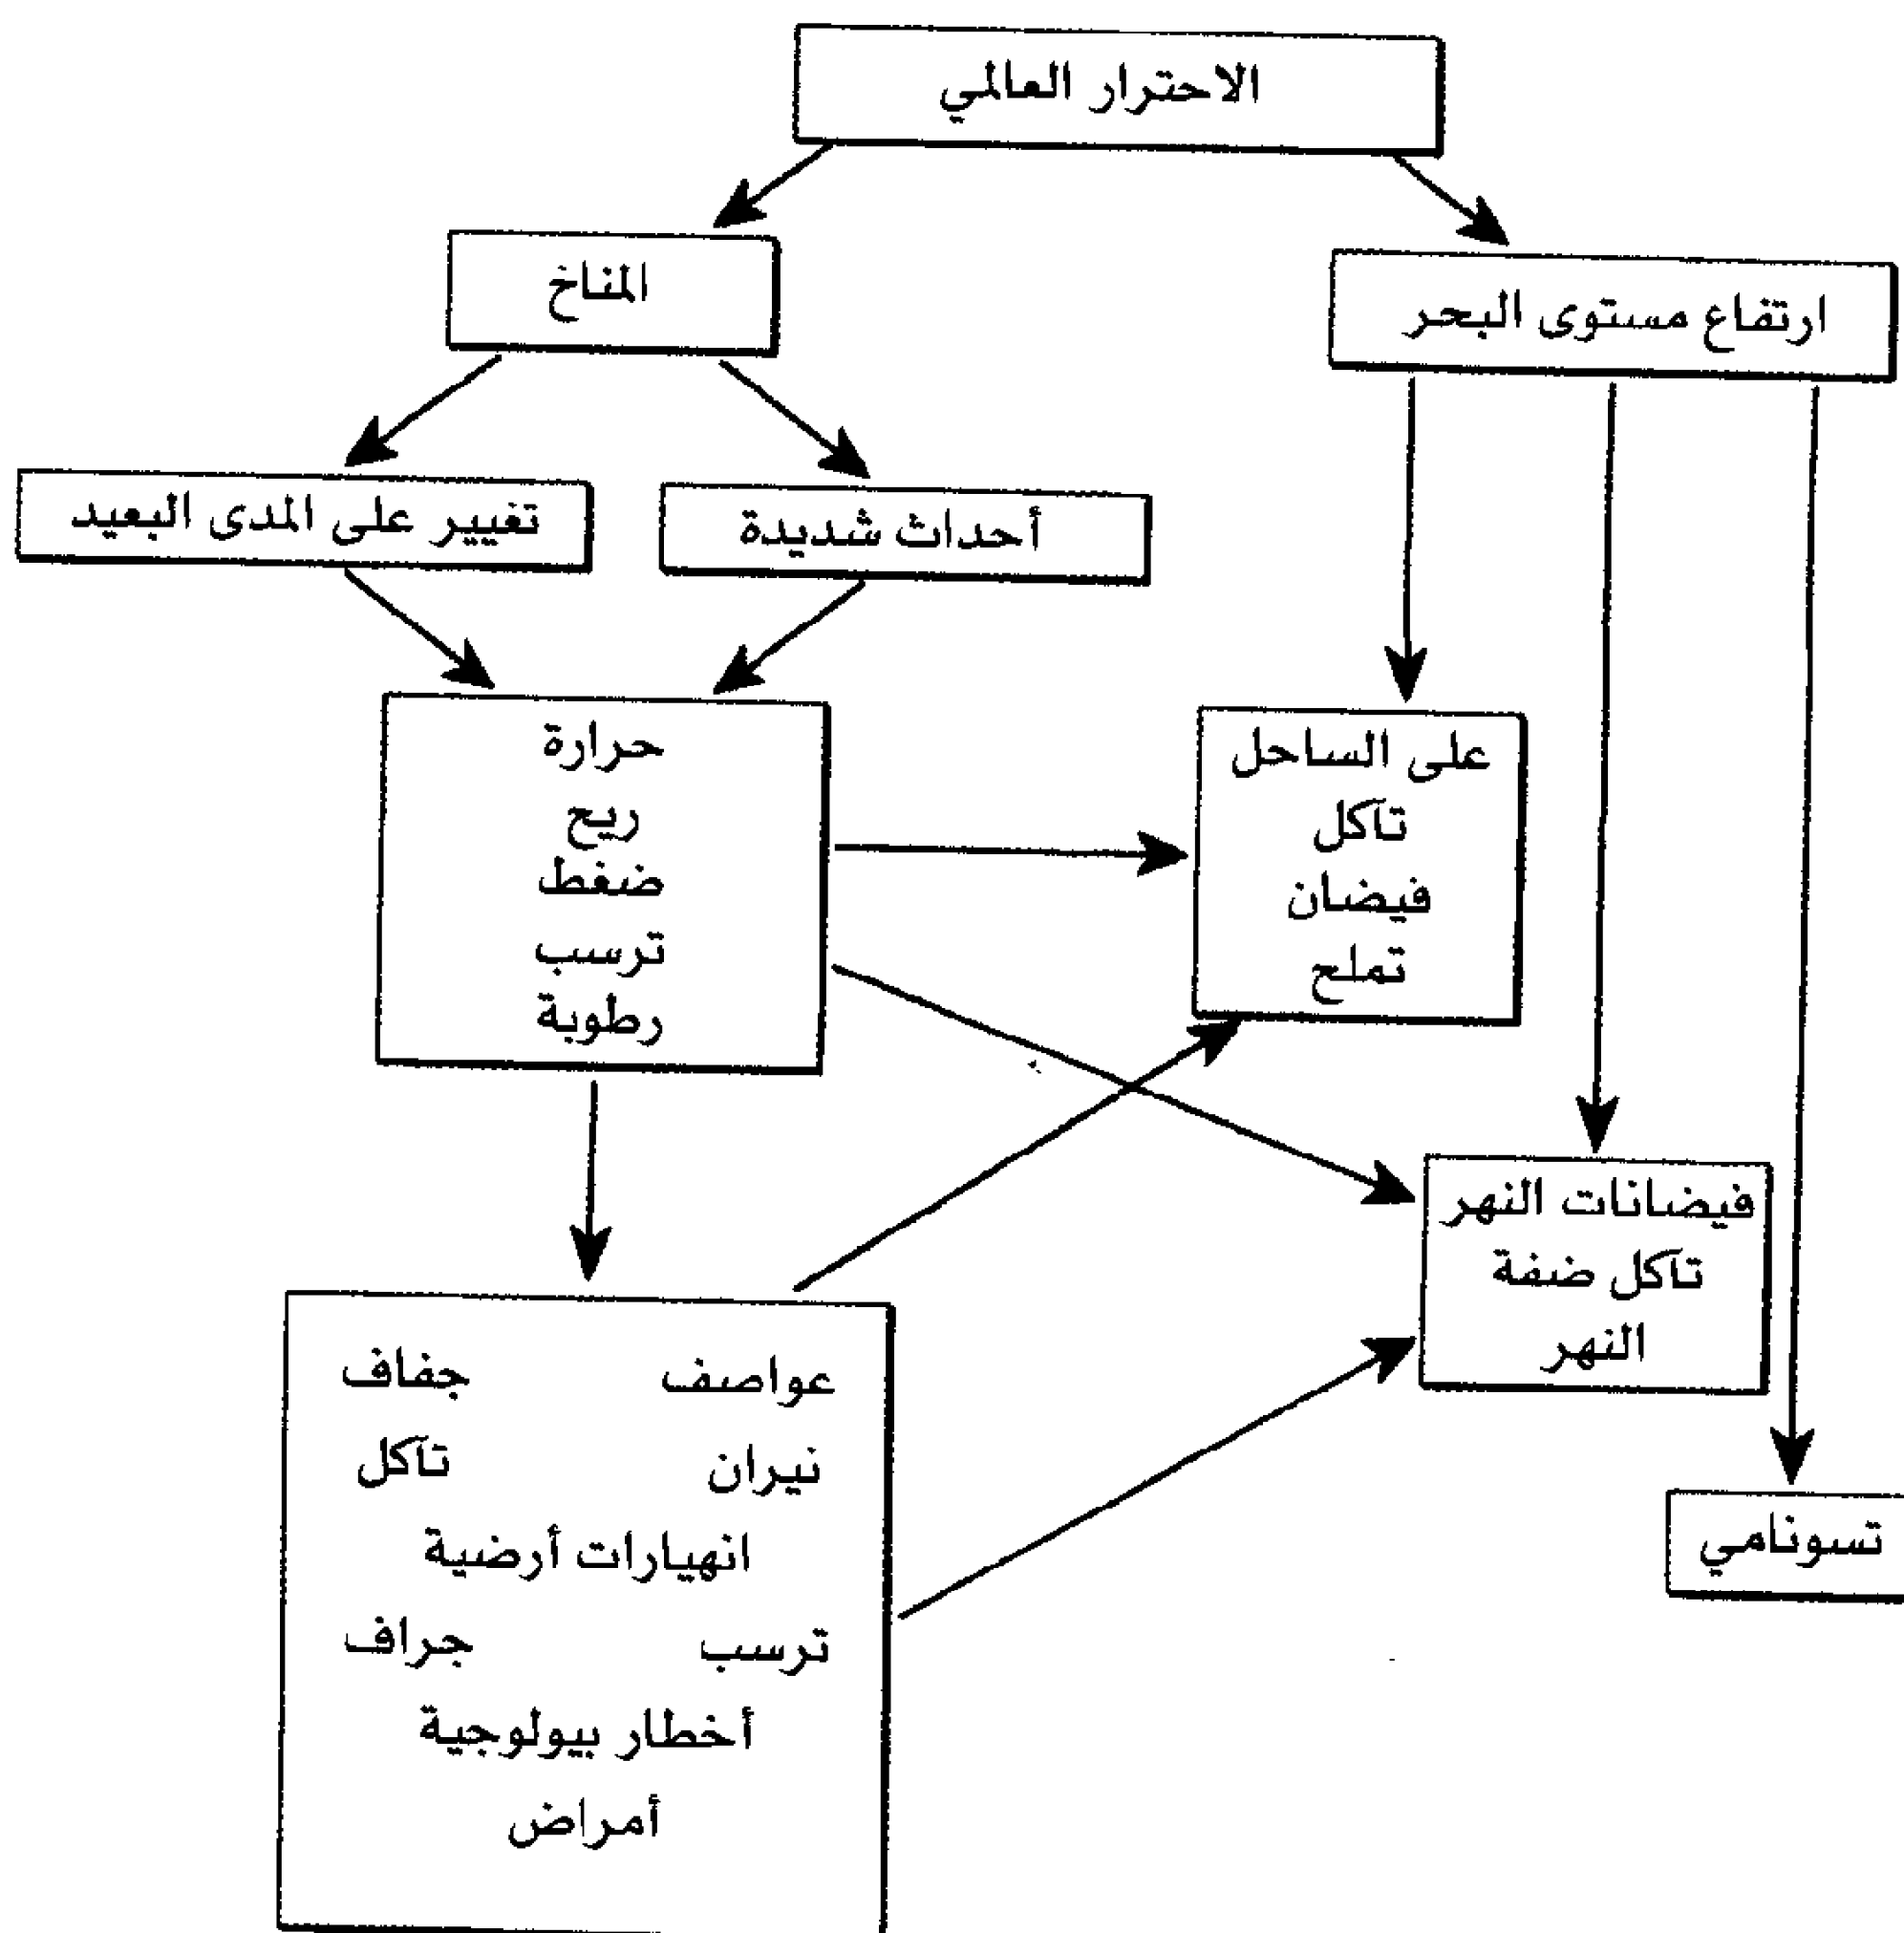 الاحترار العالمي
المناخ
ارتفاع مستوى البحر
تغيير على المدى البعيد
أحداث شديدة
حرارة
ريح
ضغط
ترسب
رطوبة
على الساحل
تآكل
فيضان
تملح
فيضانات النهر
تآكل ضفة
النهر
تسونامي
عواصف جفاف
نيران تآكل
انهيارات أرضية
ترسب جراف
أخطار بيولوجية
أمراض